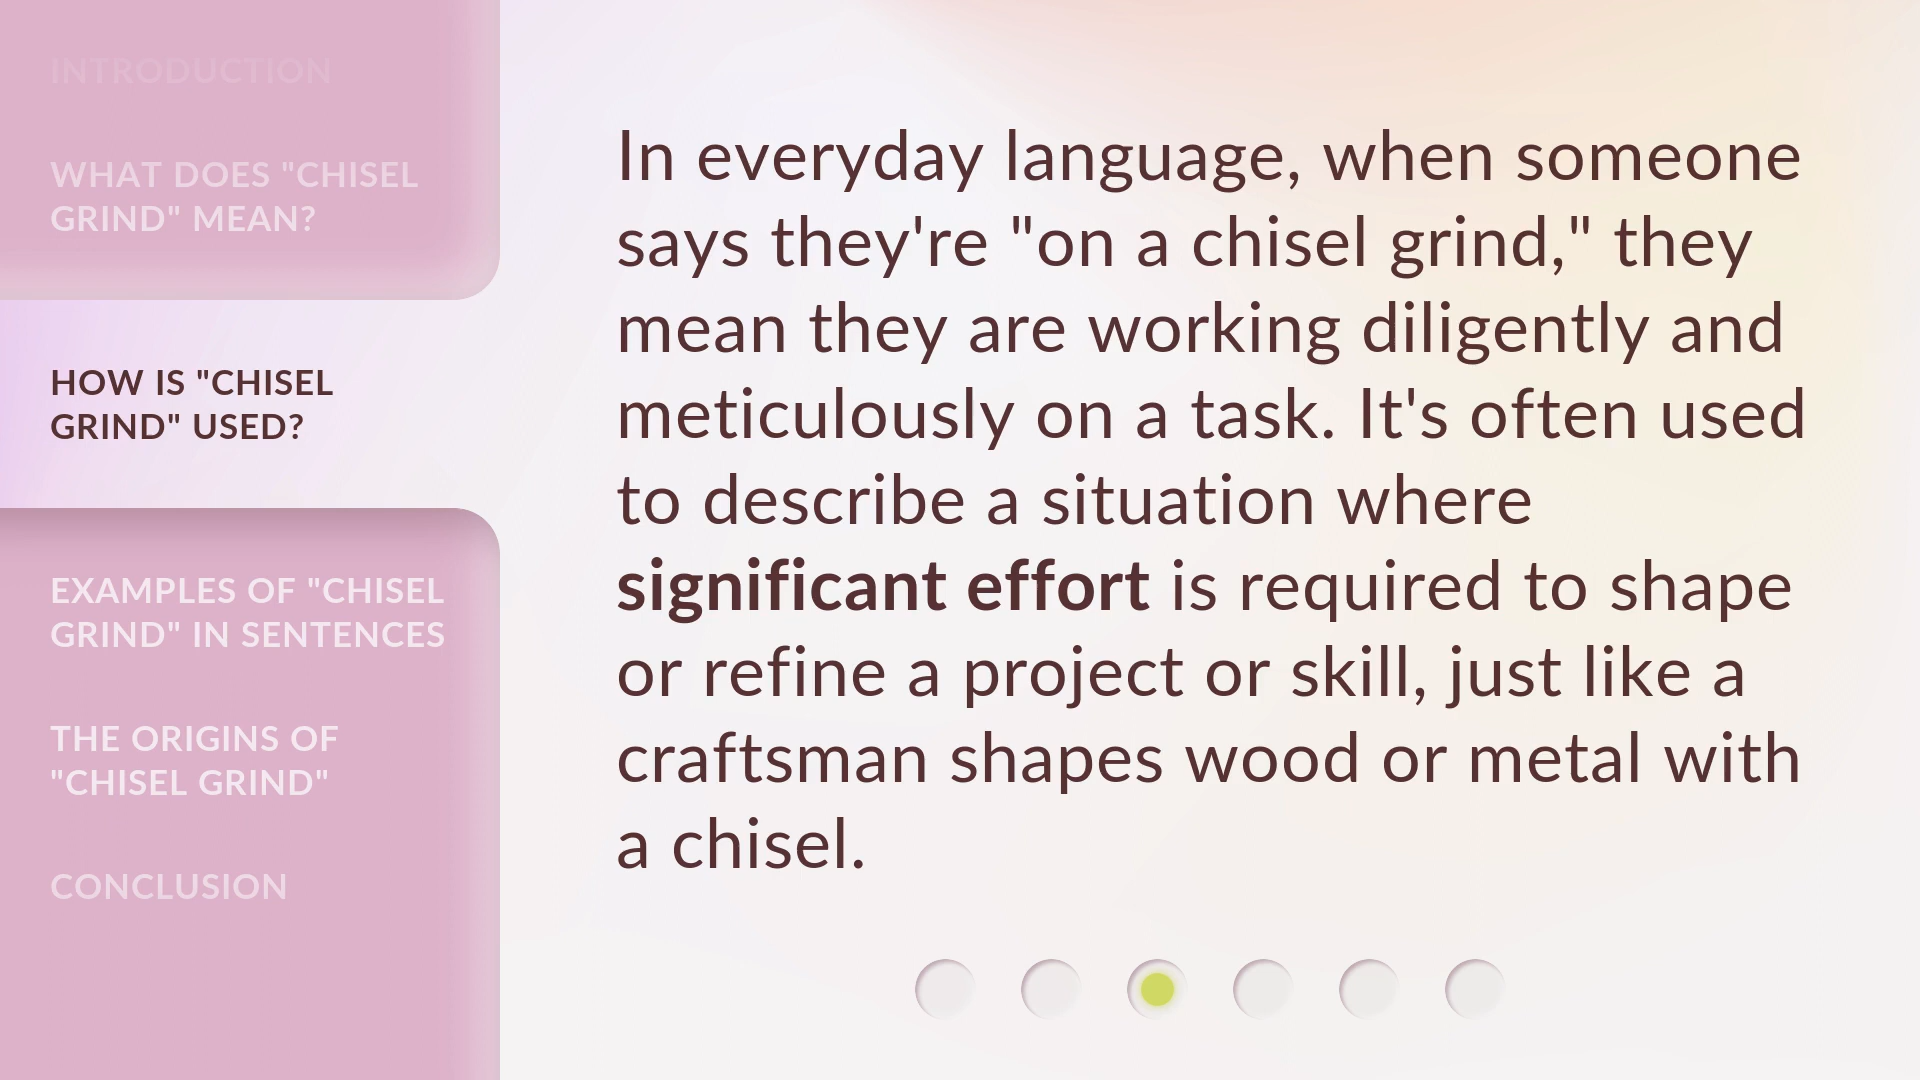 INTRODUCTION
WHAT DOES "CHISEL
GRIND" MEAN?
HOW IS "CHISEL
GRIND" USED?
EXAMPLES OF "CHISEL
GRIND" IN SENTENCES
THE ORIGINS OF
"CHISEL GRIND"
CONCLUSION
In everyday language, when someone
says they're "on a chisel grind," they
mean they are working diligently and
meticulously on a task. It's often used
to describe a situation where
significant effort is required to shape
or refine a project or skill, just like a
craftsman shapes wood or metal with
a chisel.